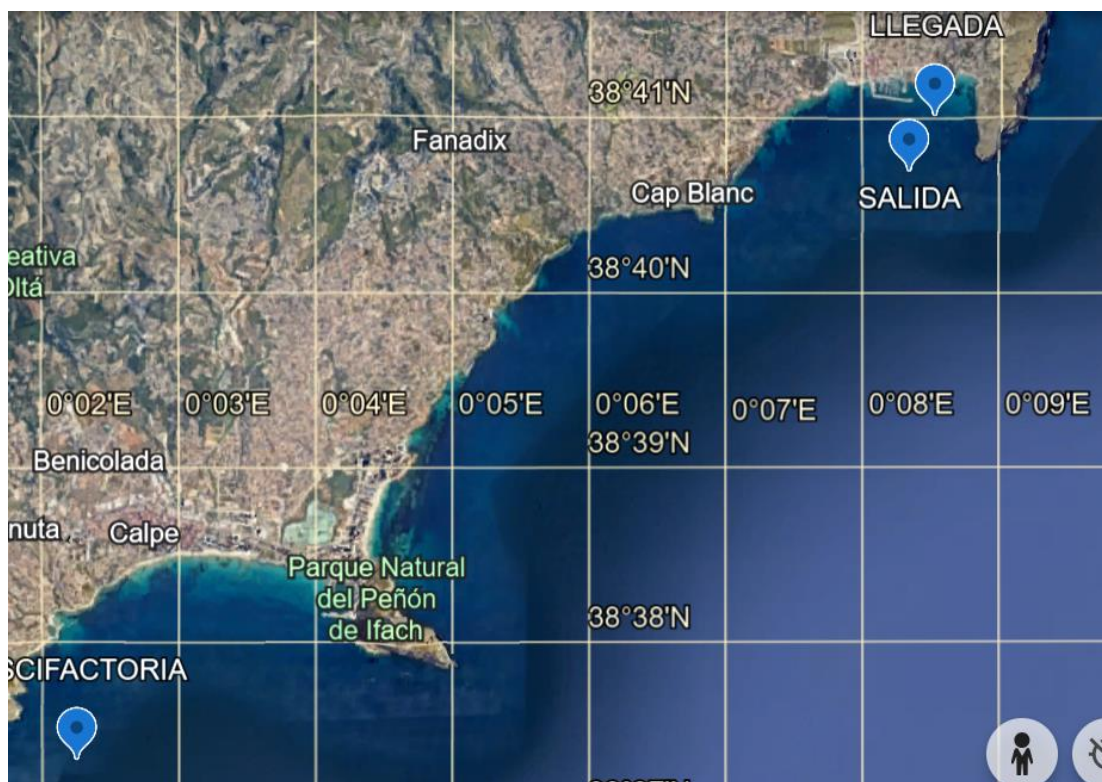 LLEGADA
38°41'N
Fanadix
Cap Blanc
SALIDA
eativa
Oltá
38°40'N
0°02'E
0°03'E
0°04'E
0°05'E
0°06'E
0°07'E
0°08'E
0°09'E
38°39'N
Benicolada
nuta
Calpe
Parque Natural
del Peñón
de Ifach
38°38'N
SCIFACTORIA